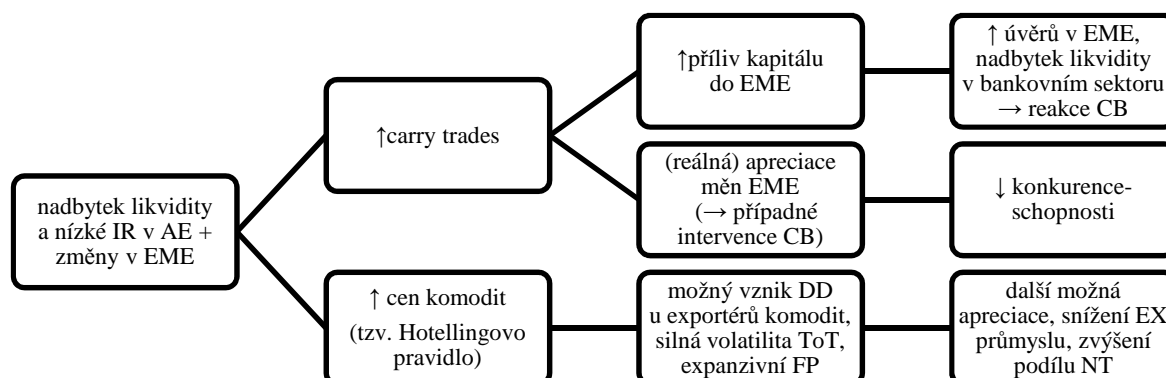 nadbytek likvidity
a nízké IR v AE +
změny v EME
↑carry trades
↑příliv kapitálu
do EME
↑ úvěrů v EME,
nadbytek likvidity
v bankovním sektoru
→ reakce CB
(reálná) apreciace
měn EME
(→ případné
intervence CB)
↓ konkurence-
schopnosti
↑ cen komodit
(tzv. Hotellingovo
pravidlo)
možný vznik DD
u exportérů komodit,
silná volatilita ToT,
expanzivní FP
další možná
apreciace, snížení EX
průmyslu, zvýšení
podílu NT